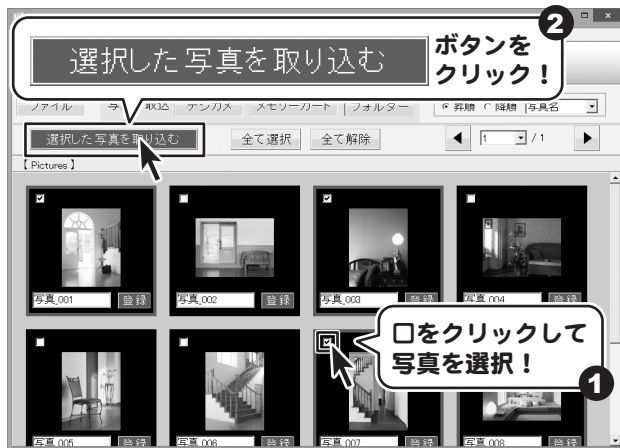 2
選択した写真を取り込む
ボタンを
クリック！
ファイル
取込
デジカメ
メモリーカード
フォルダー
昇順
降順
写真名
選択した写真を取り込む
全て選択
全て解除
1
/ 1
【 Pictures 】
写真_001
登録
写真_002
登録
写真_003
登録
写真_004
□をクリックして
写真を選択！
1
写真_005
登録
写真_006
登録
写真_007
登録
写真_008
登録